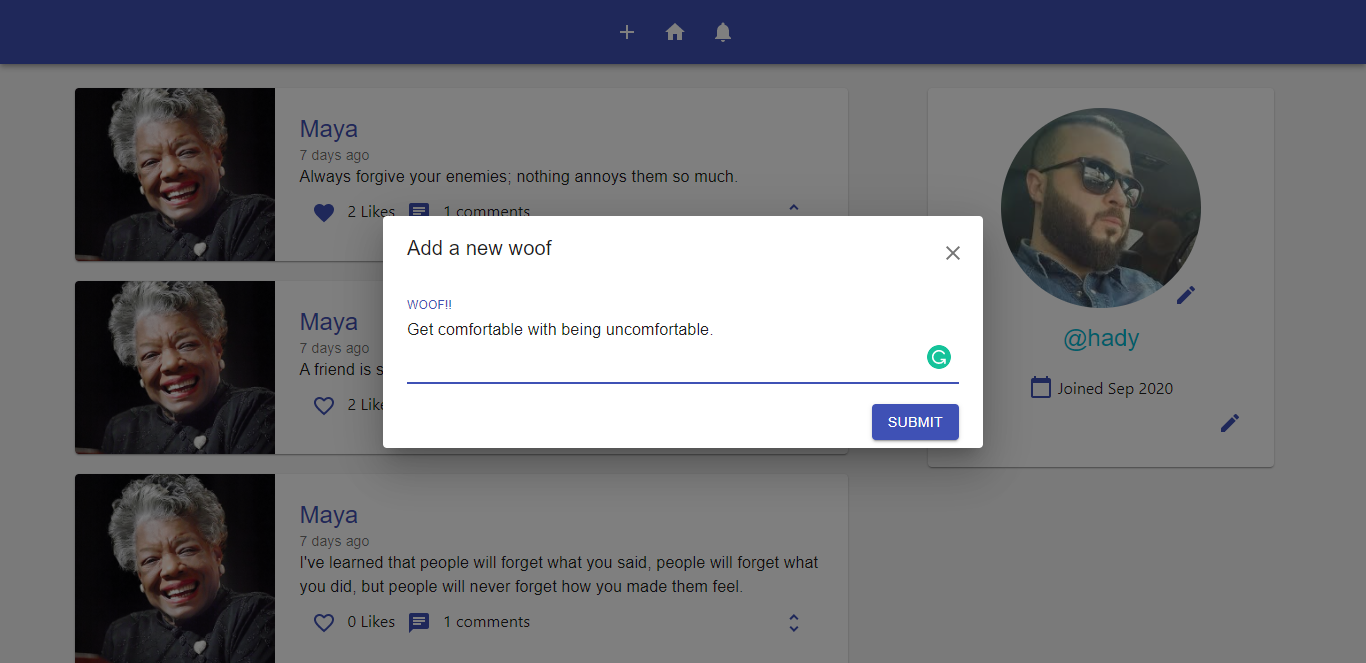 Maya
7 days ago
Always forgive your enemies; nothing annoys them so much.
2 Likes 1 comments
Add a new woof
WOOF!!
Get comfortable with being uncomfortable.
SUBMIT
Maya
7 days ago
A friend is
2
Maya
7 days ago
I've learned that people will forget what you said, people will forget what
you did, but people will never forget how you made them feel.
0 Likes 1 comments
@hady
Joined Sep 2020